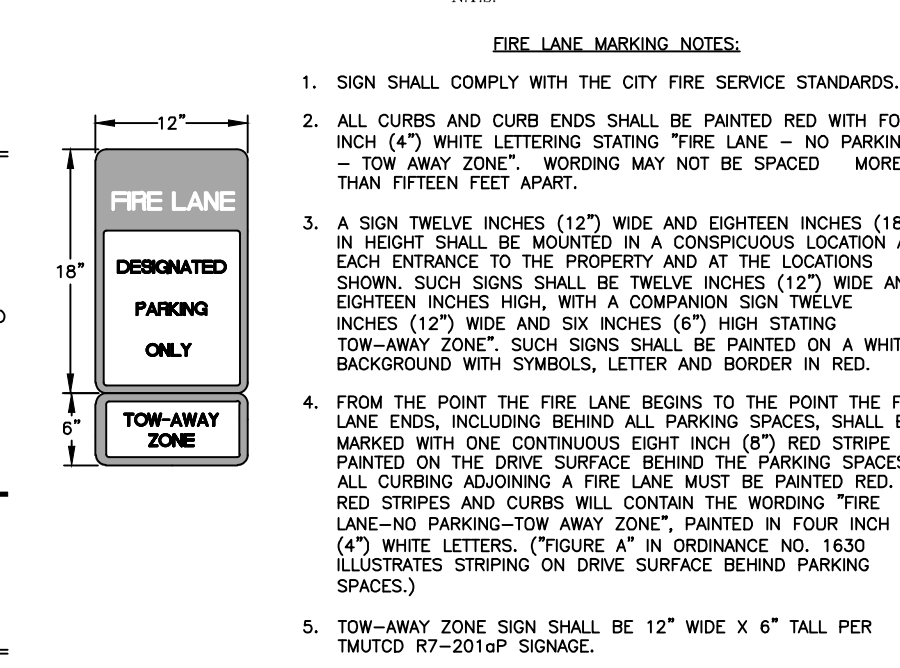 FIRE LANE MARKING NOTES:
1. SIGN SHALL COMPLY WITH THE CITY FIRE SERVICE STANDARDS.
2. ALL CURBS AND CURB ENDS SHALL BE PAINTED RED WITH
INCH (4") WHITE LETTERING STATING "FIRE LANE – NO
– TOW AWAY ZONE". WORDING MAY NOT BE SPACED MORE
THAN FIFTEEN FEET APART.
3. A SIGN TWELVE INCHES (12") WIDE AND EIGHTEEN INCHES (18
IN HEIGHT SHALL BE MOUNTED IN A CONSPICUOUS LOCATION
EACH ENTRANCE TO THE PROPERTY AND AT THE LOCATIONS
SHOWN. SUCH SIGNS SHALL BE TWELVE INCHES (12") WIDE
EIGHTEEN INCHES HIGH, WITH A COMPANION SIGN TWELVE
INCHES (12") WIDE AND SIX INCHES (6") HIGH STATING
TOW–AWAY ZONE". SUCH SIGNS SHALL BE PAINTED ON A
BACKGROUND WITH SYMBOLS, LETTER AND BORDER IN RED.
4. FROM THE POINT THE FIRE LANE BEGINS TO THE POINT THE
LANE ENDS, INCLUDING BEHIND ALL PARKING SPACES, SHALL
MARKED WITH ONE CONTINUOUS EIGHT INCH (8") RED STRIPE
PAINTED ON THE DRIVE SURFACE BEHIND THE PARKING SPACES
ALL CURBING ADJOINING A FIRE LANE MUST BE PAINTED RED.
RED STRIPES AND CURBS WILL CONTAIN THE WORDING "FIRE
LANE–NO PARKING–TOW AWAY ZONE", PAINTED IN FOUR INCH
(4") WHITE LETTERS. ("FIGURE A" IN ORDINANCE NO. 1630
ILLUSTRATES STRIPING ON DRIVE SURFACE BEHIND PARKING
SPACES.)
5. TOW–AWAY ZONE SIGN SHALL BE 12" WIDE X 6" TALL PER
TMUTCD R7–201aP SIGNAGE.
12"
18"
6"
FIRE LANE
DESIGNATED
PARKING
ONLY
TOW–AWAY
ZONE